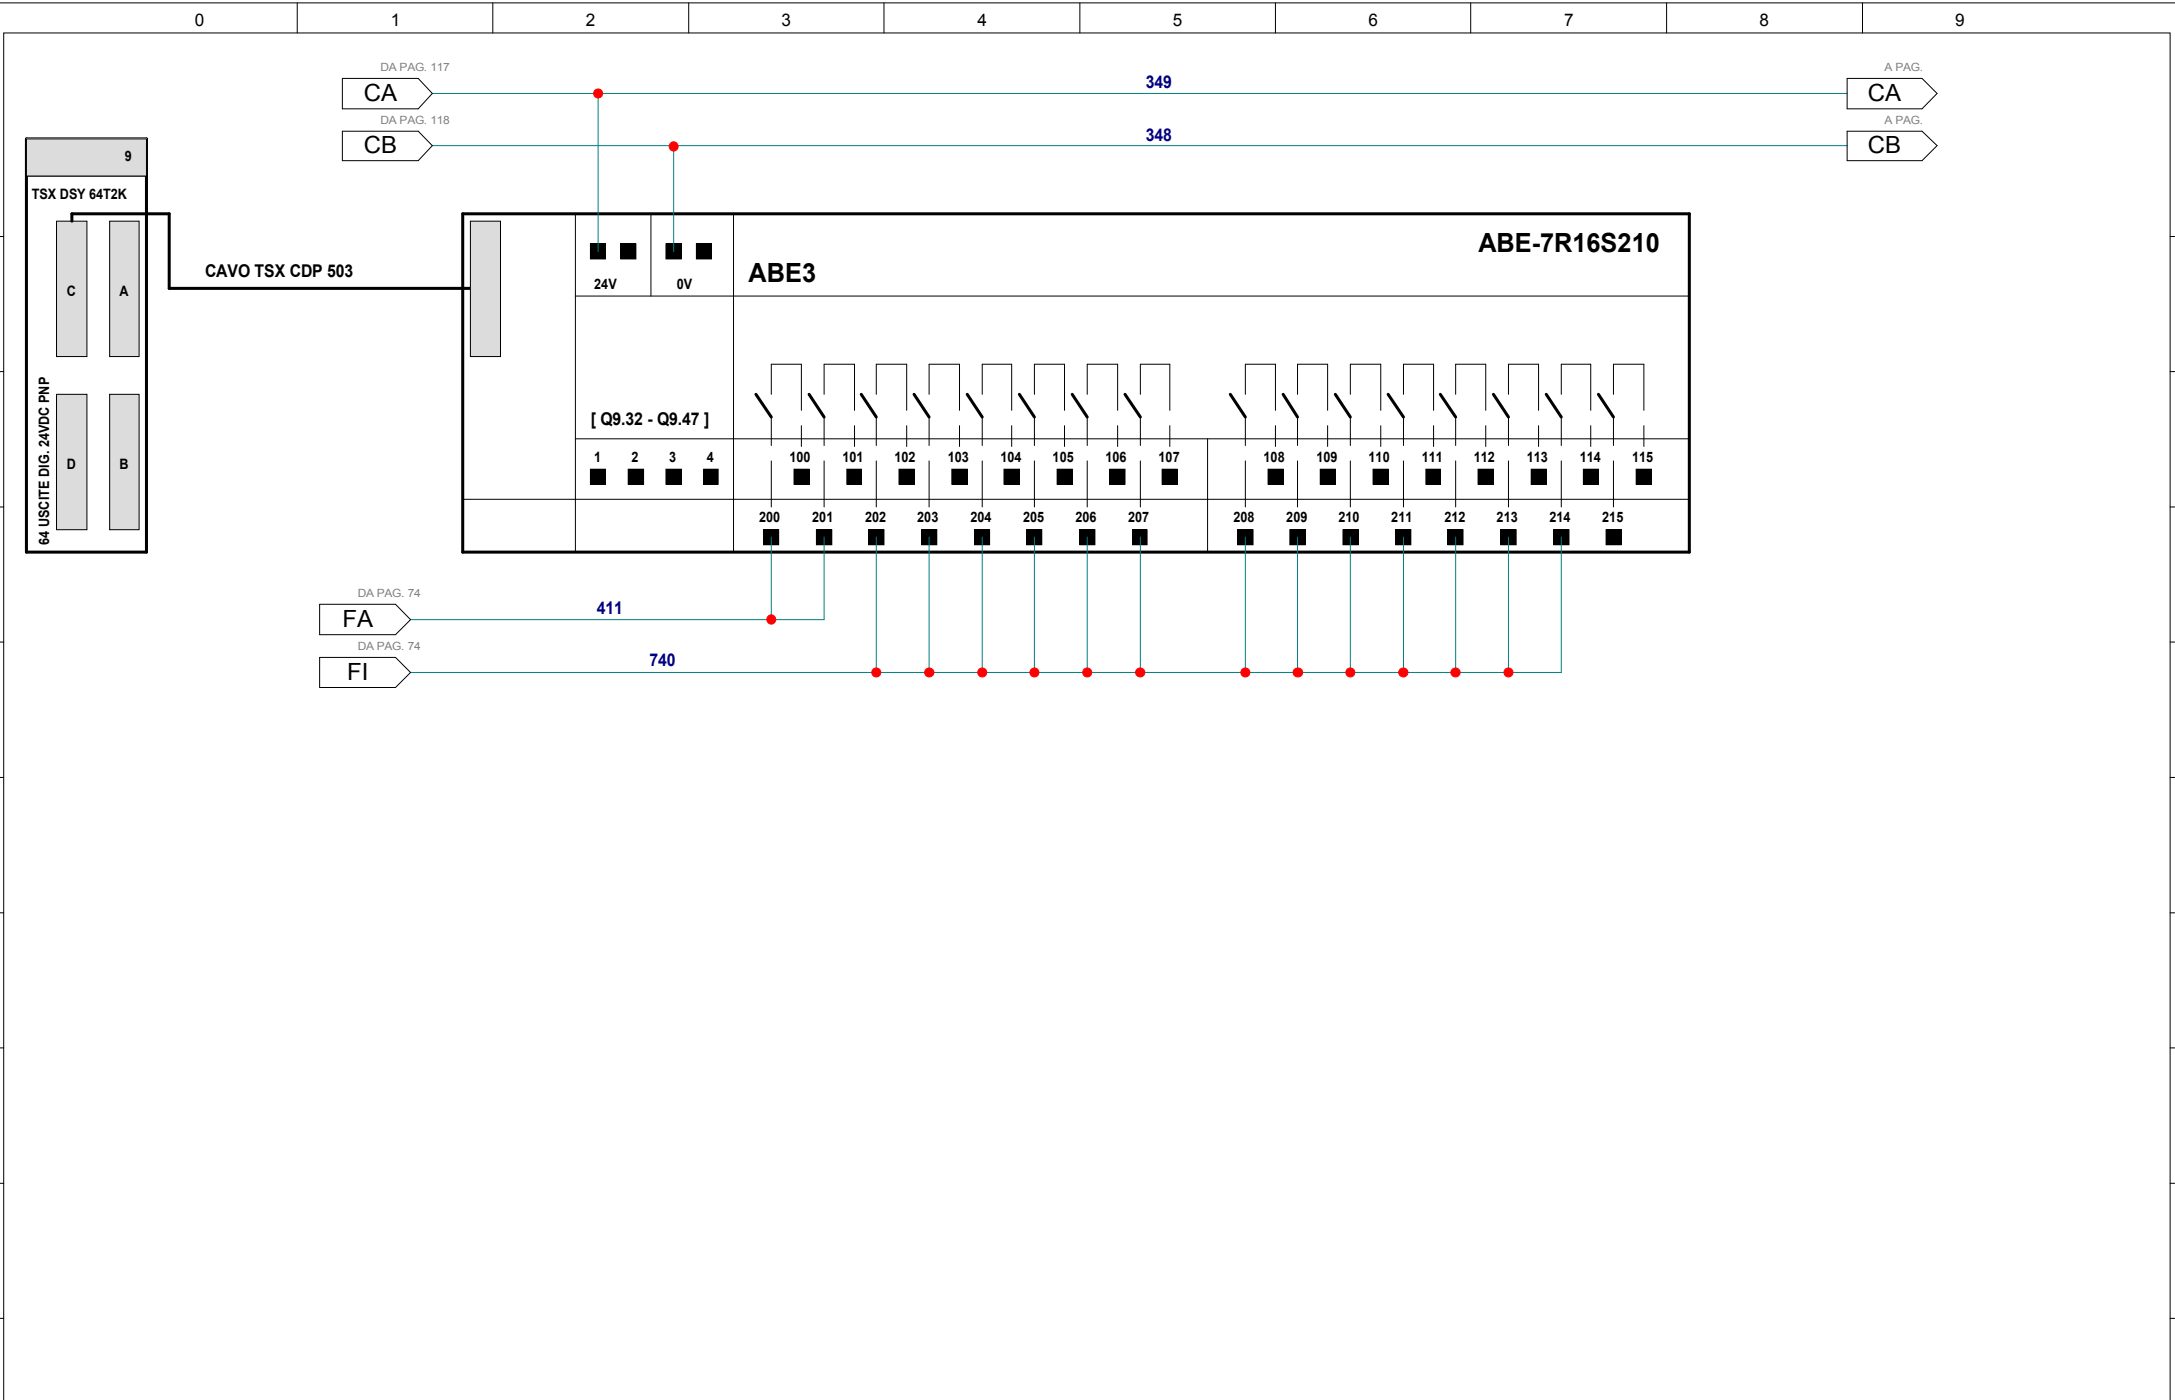 0 1 2 3 4 5 6 7 8 9
DA PAG. 117
CA
349
A PAG.
CA
DA PAG. 118
CB
348
A PAG.
CB
9
TSX DSY 64T2K
C A
D B
64 USCITE DIG. 24VDC PNP
CAVO TSX CDP 503
24V 0V
ABE3
ABE-7R16S210
[ Q9.32 - Q9.47 ]
1 2 3 4
100 101 102 103 104 105 106 107 108 109 110 111 112 113 114 115
200 201 202 203 204 205 206 207 208 209 210 211 212 213 214 215
DA PAG. 74
FA
411
DA PAG. 74
FI
740